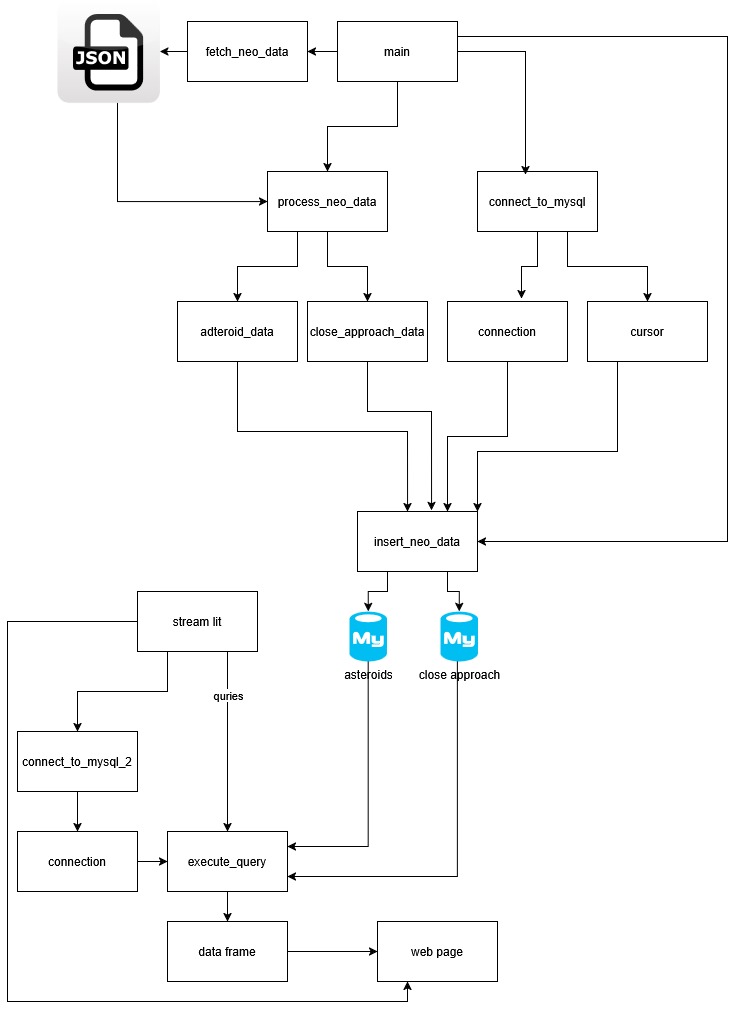 JSON
fetch_neo_data
main
process_neo_data
connect_to_mysql
adteroid_data
close_approach_data
connection
cursor
insert_neo_data
stream lit
My
My
asteroids
close approach
quries
connect_to_mysql_2
connection
execute_query
data frame
web page